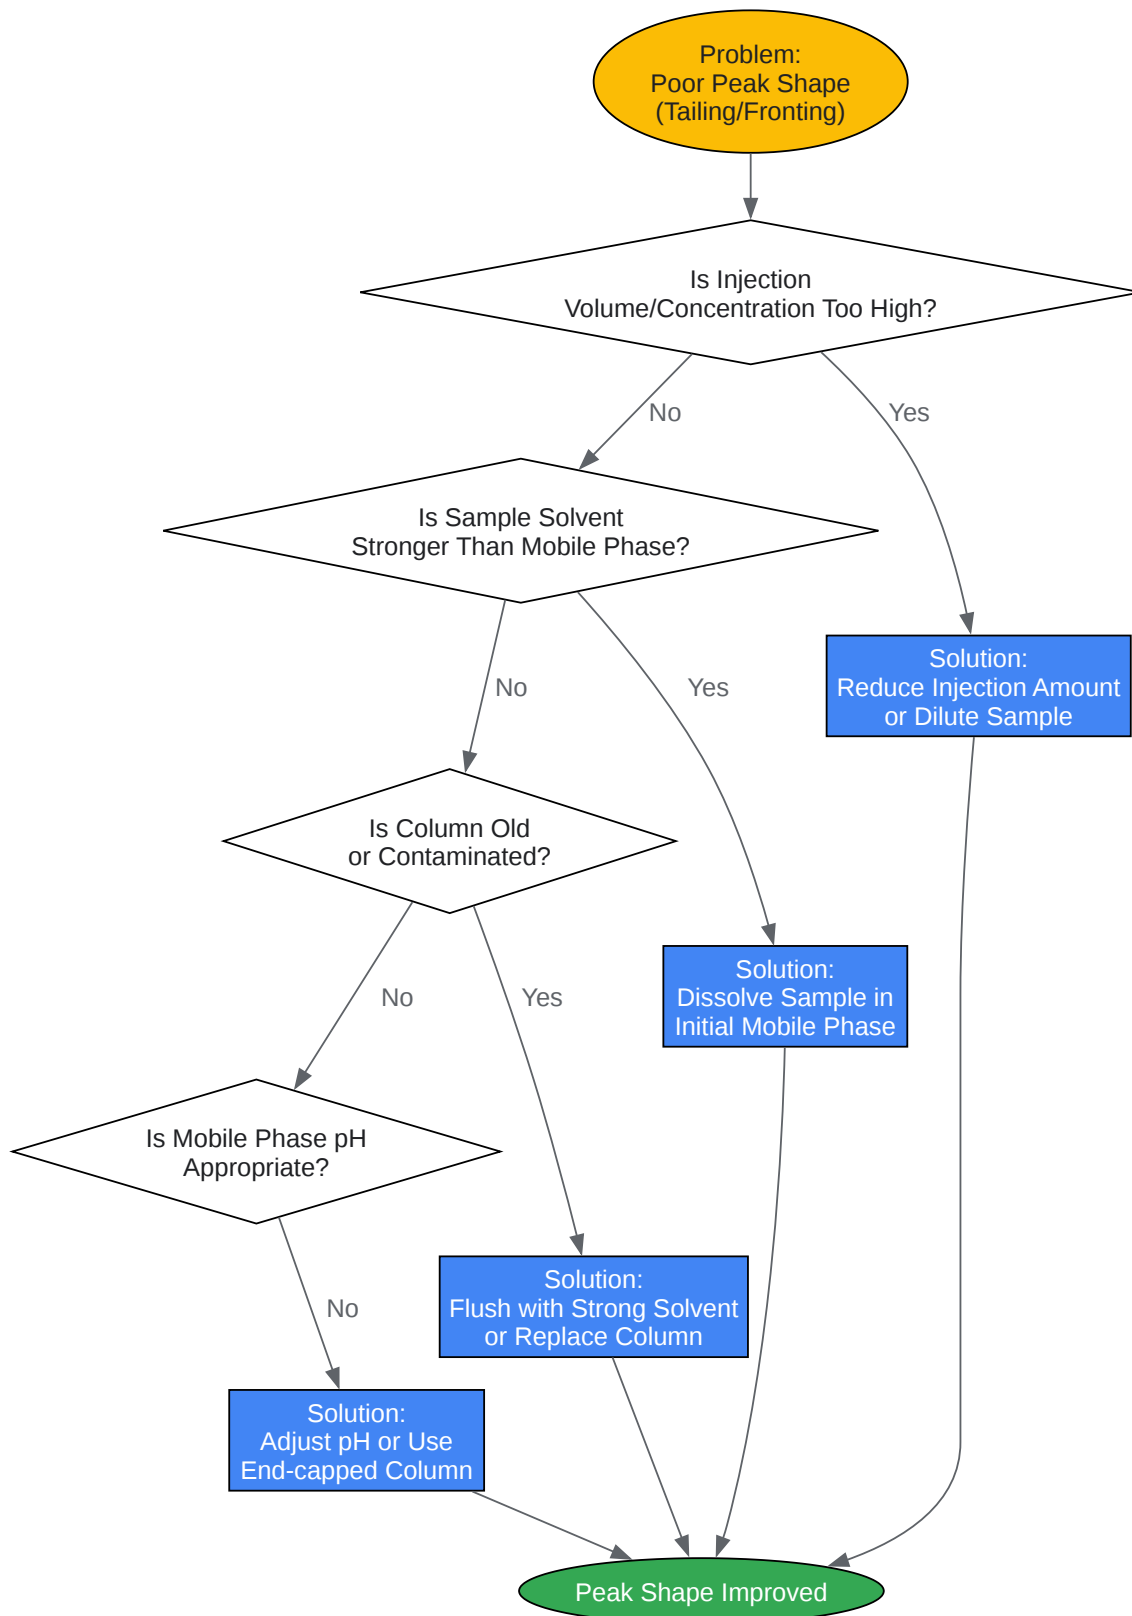 Problem:
Poor Peak Shape
(Tailing/Fronting)
Is Injection
Volume/Concentration Too High?
No
Yes
Is Sample Solvent
Stronger Than Mobile Phase?
Solution:
Reduce Injection Amount
or Dilute Sample
No
Yes
Is Column Old
or Contaminated?
Solution:
Dissolve Sample in
Initial Mobile Phase
No
Yes
Is Mobile Phase pH
Appropriate?
Solution:
Flush with Strong Solvent
or Replace Column
No
Solution:
Adjust pH or Use
End-capped Column
Peak Shape Improved